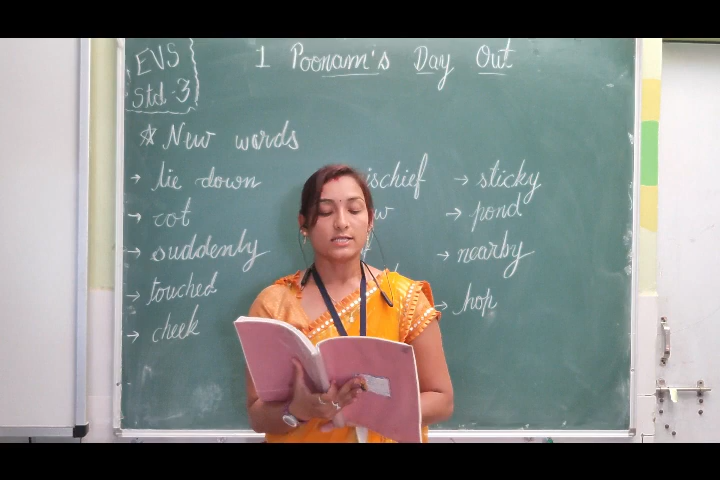 EVS
Std-3
1 Poonam's Day Out
* New words
→ lie down
→ cot
→ suddenly
→ touched
→ cheek
→ sticky
→ pond
→ nearby
→ hop